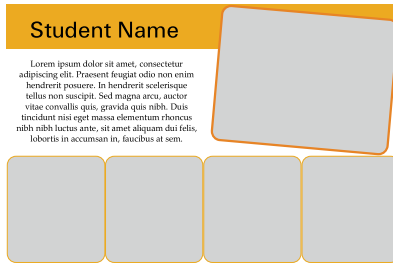 Student Name
Lorem ipsum dolor sit amet, consectetur
adipiscing elit. Praesent feugiat odio non enim
hendrerit posuere. In hendrerit scelerisque
tellus non suscipit. Sed magna arcu, auctor
vitae convallis quis, gravida quis nibh. Duis
tincidunt nisi eget massa elementum rhoncus
nibh nibh luctus ante, sit amet aliquam dui felis,
lobortis in accumsan in, faucibus at sem.